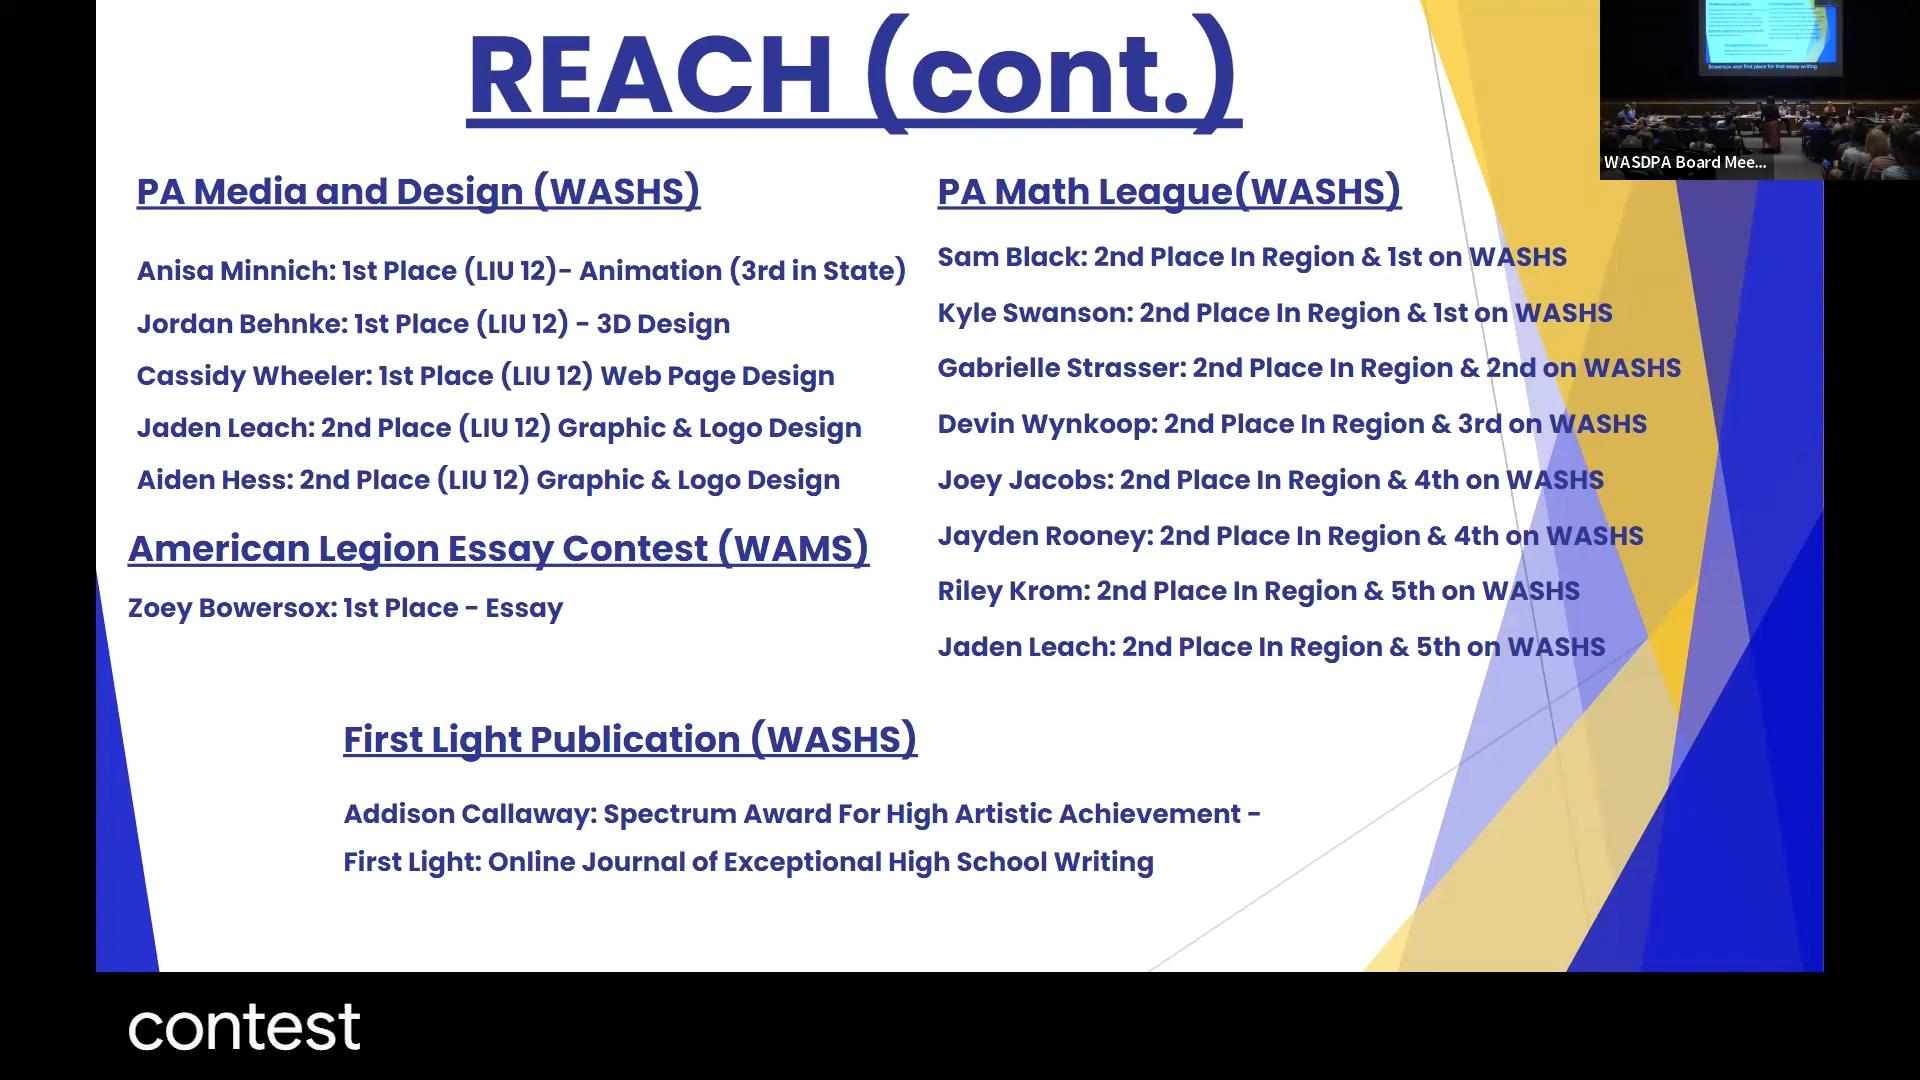 REACH (cont.)
PA Media and Design (WASHS)
Anisa Minnich: 1st Place (LIU 12)- Animation (3rd in State)
Jordan Behnke: 1st Place (LIU 12) - 3D Design
Cassidy Wheeler: 1st Place (LIU 12) Web Page Design
Jaden Leach: 2nd Place (LIU 12) Graphic & Logo Design
Aiden Hess: 2nd Place (LIU 12) Graphic & Logo Design
American Legion Essay Contest (WAMS)
Zoey Bowersox: 1st Place - Essay
PA Math League(WASHS)
Sam Black: 2nd Place In Region & 1st on WASHS
Kyle Swanson: 2nd Place In Region & 1st on WASHS
Gabrielle Strasser: 2nd Place In Region & 2nd on WASHS
Devin Wynkoop: 2nd Place In Region & 3rd on WASHS
Joey Jacobs: 2nd Place In Region & 4th on WASHS
Jayden Rooney: 2nd Place In Region & 4th on WASHS
Riley Krom: 2nd Place In Region & 5th on WASHS
Jaden Leach: 2nd Place In Region & 5th on WASHS
First Light Publication (WASHS)
Addison Callaway: Spectrum Award For High Artistic Achievement -
First Light: Online Journal of Exceptional High School Writing
Bowersox won first place for that essay writing
WASDPA Board Mee...
contest